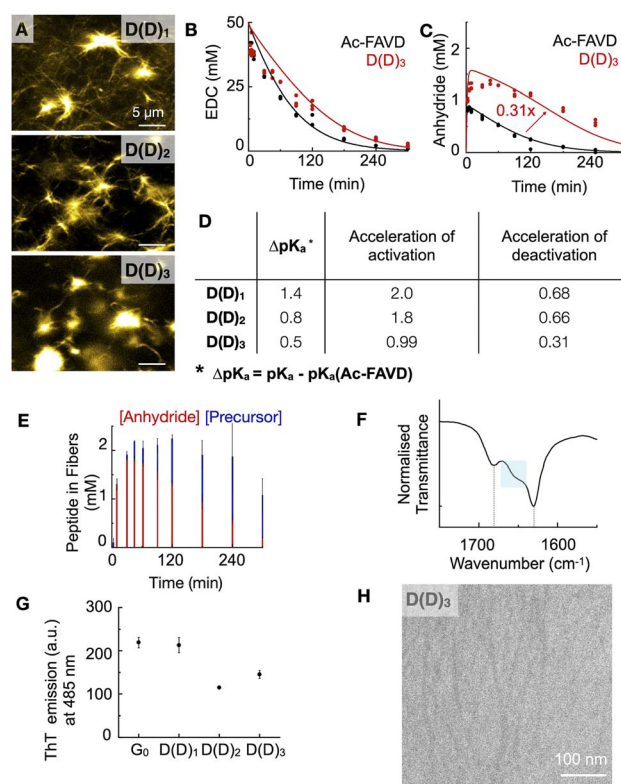 A
D(D)₁
5 μm
D(D)₂
D(D)₃
B
Ac-FAVD
D(D)₃
EDC
(mM)
50
25
0
0 120 240
Time (min)
C
Ac-FAVD
D(D)₃
Anhydride
(mM)
2
1
0
0.31x
0 120 240
Time (min)
D
ΔpKₐ* Acceleration of activation Acceleration of deactivation
D(D)₁ 1.4 2.0 0.68
D(D)₂ 0.8 1.8 0.66
D(D)₃ 0.5 0.99 0.31
* ΔpKₐ = pKₐ - pKₐ(Ac-FAVD)
E
[Anhydride] [Precursor]
Peptide in Fibers
(mM)
2
1
0
0 120 240
Time (min)
F
Normalised
Transmittance
1700 1600
Wavenumber (cm⁻¹)
G
ThT emission (a.u.)
at 485 nm
300
200
100
0
G₀ D(D)₁ D(D)₂ D(D)₃
H
D(D)₃
100 nm